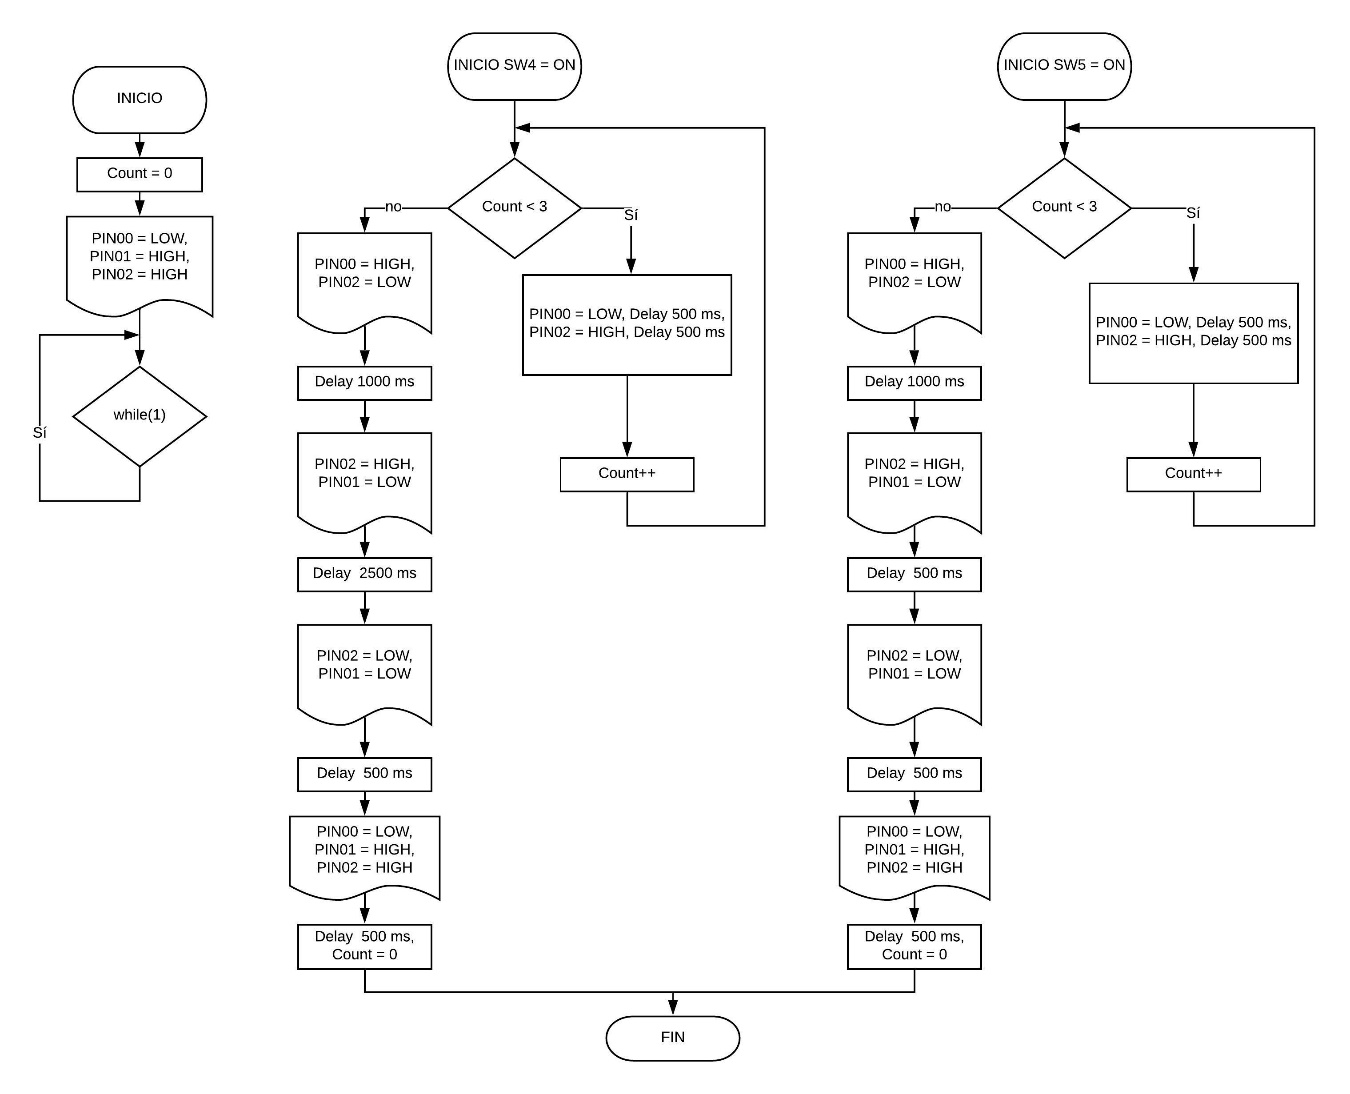 INICIO
Count = 0
PIN00 = LOW,
PIN01 = HIGH,
PIN02 = HIGH
while(1)
Sí
INICIO SW4 = ON
Count < 3
no
Sí
PIN00 = HIGH,
PIN02 = LOW
PIN00 = LOW, Delay 500 ms,
PIN02 = HIGH, Delay 500 ms
Delay 1000 ms
Count++
PIN02 = HIGH,
PIN01 = LOW
Delay  2500 ms
PIN02 = LOW,
PIN01 = LOW
Delay  500 ms
PIN00 = LOW,
PIN01 = HIGH,
PIN02 = HIGH
Delay  500 ms,
Count = 0
INICIO SW5 = ON
Count < 3
no
Sí
PIN00 = HIGH,
PIN02 = LOW
PIN00 = LOW, Delay 500 ms,
PIN02 = HIGH, Delay 500 ms
Delay 1000 ms
Count++
PIN02 = HIGH,
PIN01 = LOW
Delay  500 ms
PIN02 = LOW,
PIN01 = LOW
Delay  500 ms
PIN00 = LOW,
PIN01 = HIGH,
PIN02 = HIGH
Delay  500 ms,
Count = 0
FIN